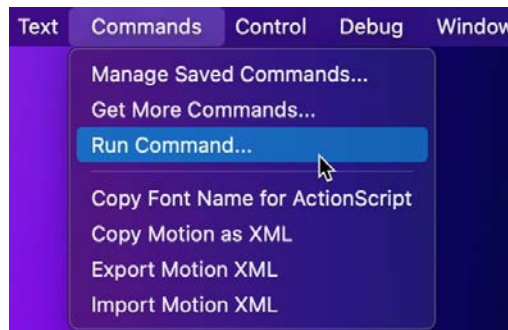 Text Commands Control Debug Window
Manage Saved Commands...
Get More Commands...
Run Command...
Copy Font Name for ActionScript
Copy Motion as XML
Export Motion XML
Import Motion XML